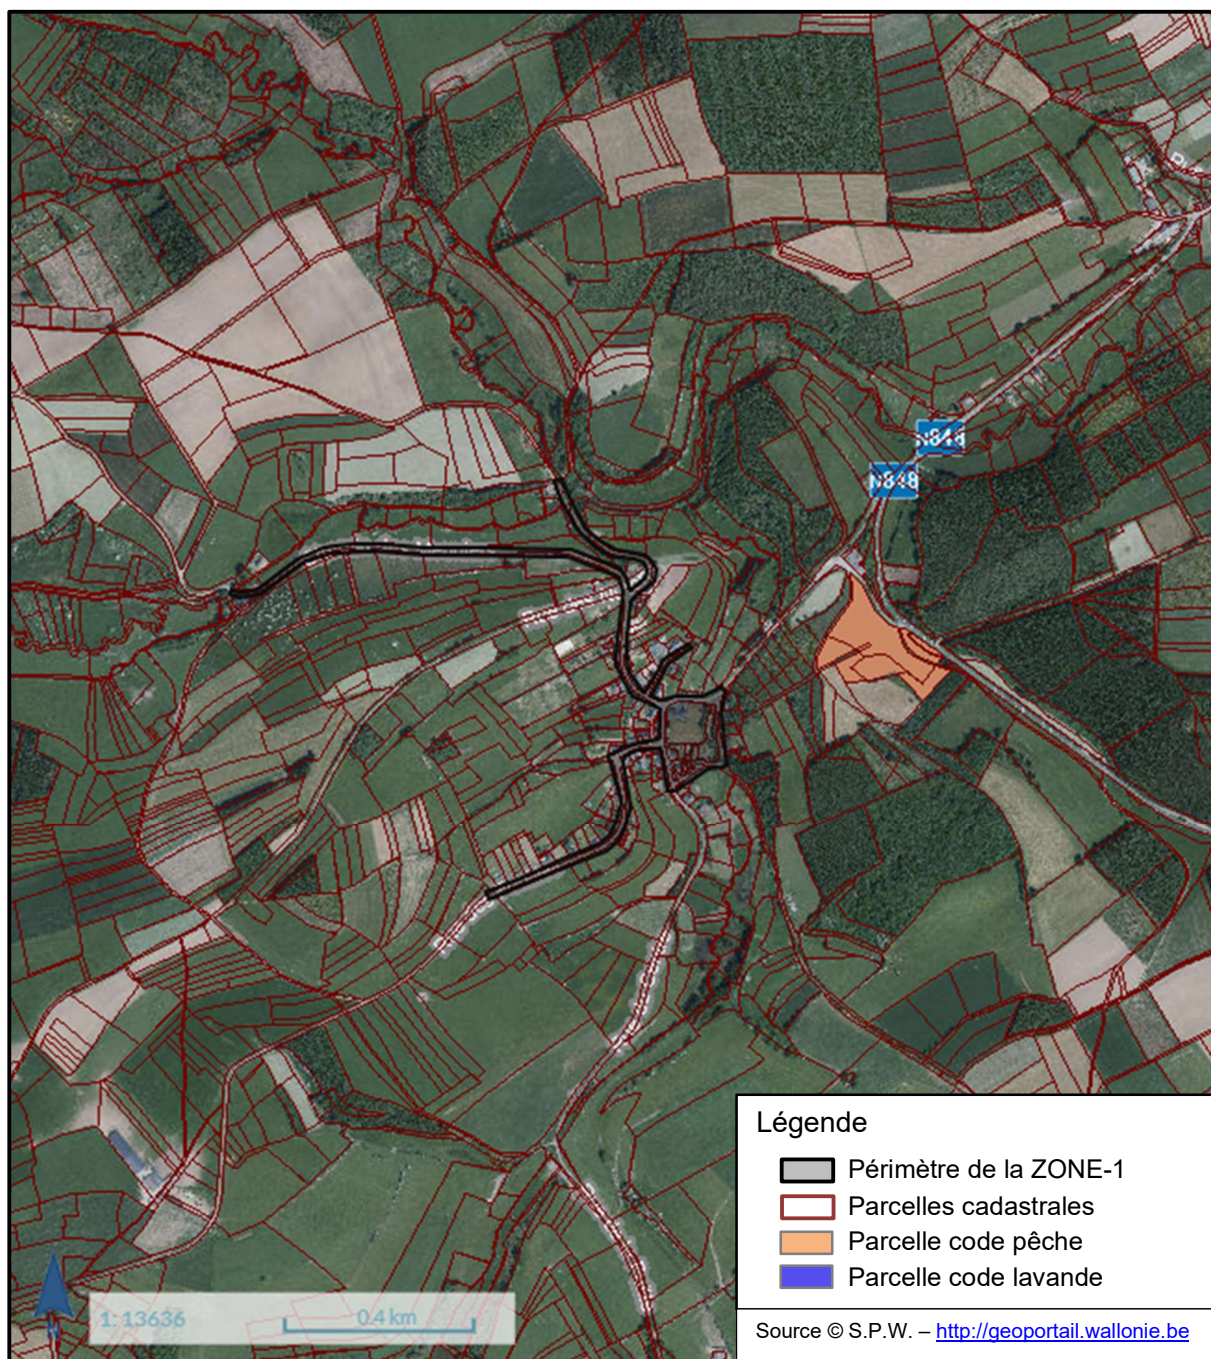 N848
N848
Légende
Périmètre de la ZONE-1
Parcelles cadastrales
Parcelle code pêche
Parcelle code lavande
1: 13636
0.4 km
N
Source © S.P.W. – http://geoportail.wallonie.be